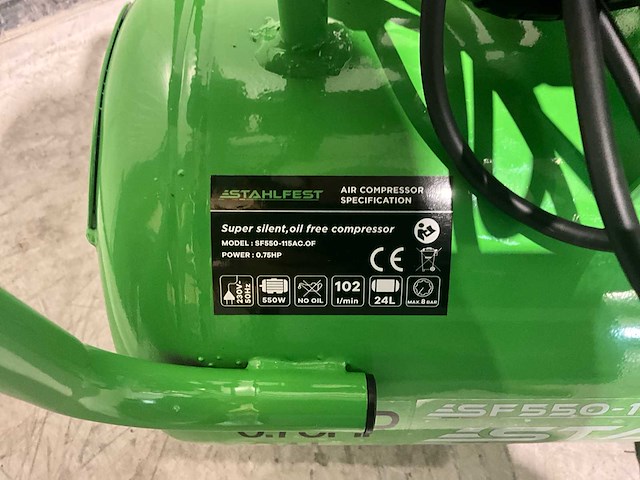 STAHLFEST
AIR COMPRESSOR
SPECIFICATION
Super silent,oil free compressor
MODEL : SF550-115AC.OF
POWER : 0.75HP
CE
230V~
50Hz
550W
NO OIL
102
l/min
24L
MAX. 8 BAR
SF550-1
STA